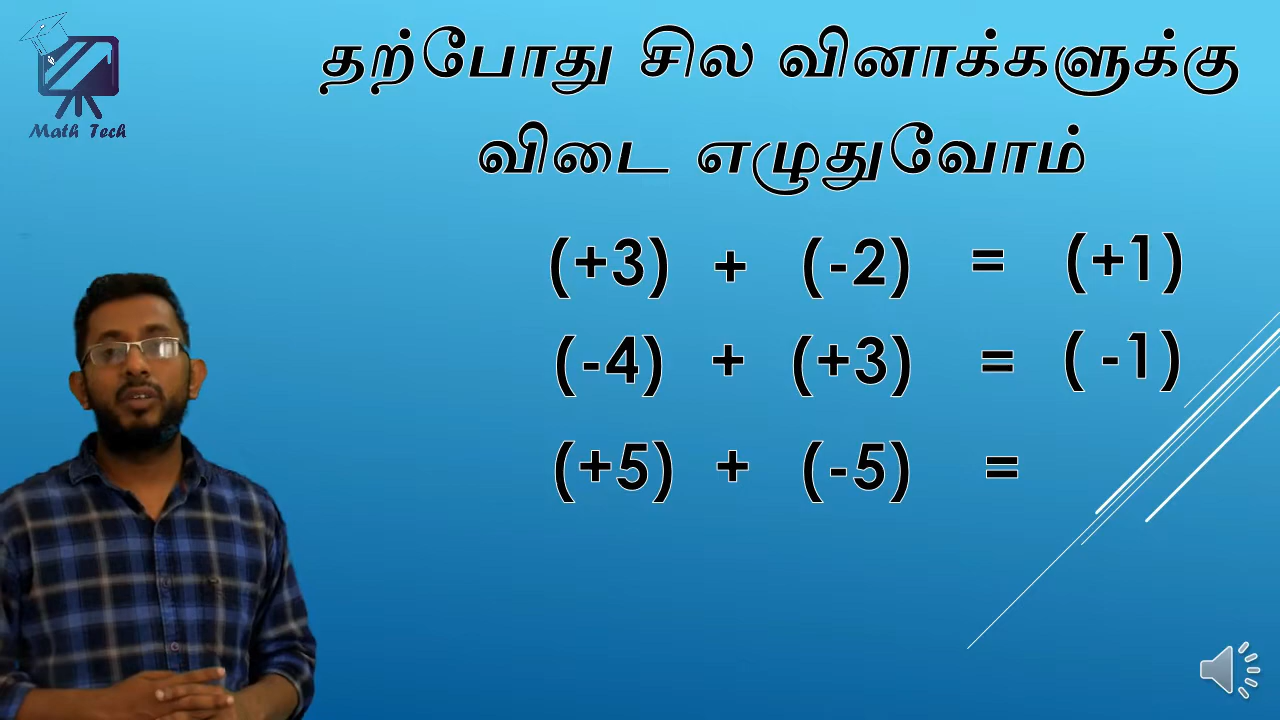 Math Tech
தற்போது சில வினாக்களுக்கு
விடை எழுதுவோம்
(+3) + (-2) = (+1)
(-4) + (+3) = ( -1)
(+5) + (-5) =